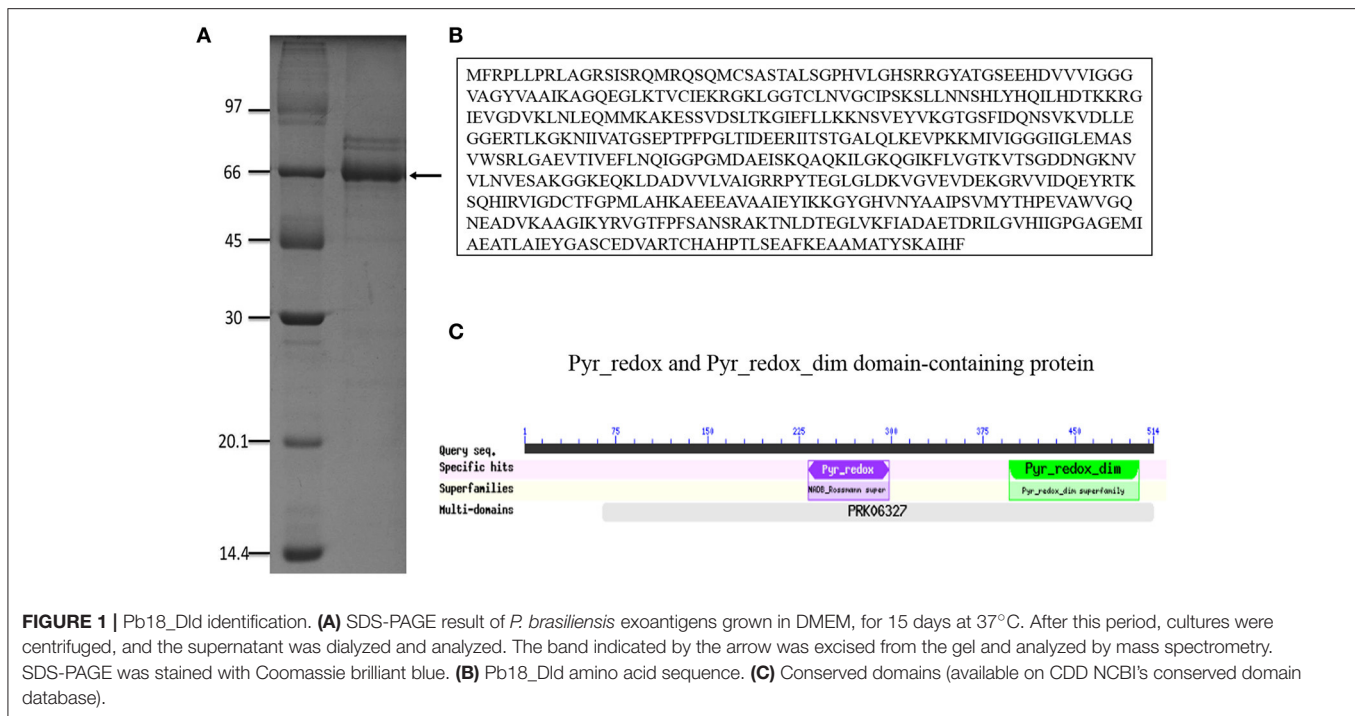 A
97
66
45
30
20.1
14.4
B
MFRPLLPRLAGRSISRQMRQSQMCSASTALSGPHVLGHSRRGYATGSEEHDVVVIGGG
VAGYVAAIKAGQEGLKTVCIEKRGKLGGTCLNVGCIPSKSLLNNSHLYHQILHDTKKRG
IEVGDVKLNLEQMMKAKESSVDSLTKGIEFLLKKNSVEYVKGTGSFIDQNSVKVDLLE
GGERTLKGKNIIVATGSEPTPFPGLTIDEERIITSTGALQLKEVPKKMIVIGGGIIGLEMAS
VWSRLGAEVTIVEFLNQIGGPGMDAEISKQAQKILGKQGIKFLVGTKVTSGDDNGKNV
VLNVESAKGGKEQKLDADVVLVAIGRRPYTEGLGLDKVGVEVDEKGRVVIDQEYRTK
SQHIRVIGDCTFGPMLAHKAEEEAVAAIEYIKKGYGHVNYAAIPSVMYTHPEVAWVGQ
NEADVKAAGIKYRVGTFPFSANSRAKTNLDTEGLVKFIADAETDRILGVHIIGPGAGEMI
AEATLAIEYGASCEDVARTCHAHPTLSEAFKEAAMATYSKAIHF
C
Pyr_redox and Pyr_redox_dim domain-containing protein
1 75 150 225 300 375 450 514
Query seq.
Specific hits Pyr_redox Pyr_redox_dim
Superfamilies NADB_Rossmann super Pyr_redox_dim superfamily
Multi-domains PRK06327
FIGURE 1 | Pb18_Dld identification. (A) SDS-PAGE result of P. brasiliensis exoantigens grown in DMEM, for 15 days at 37°C. After this period, cultures were
centrifuged, and the supernatant was dialyzed and analyzed. The band indicated by the arrow was excised from the gel and analyzed by mass spectrometry.
SDS-PAGE was stained with Coomassie brilliant blue. (B) Pb18_Dld amino acid sequence. (C) Conserved domains (available on CDD NCBI's conserved domain
database).